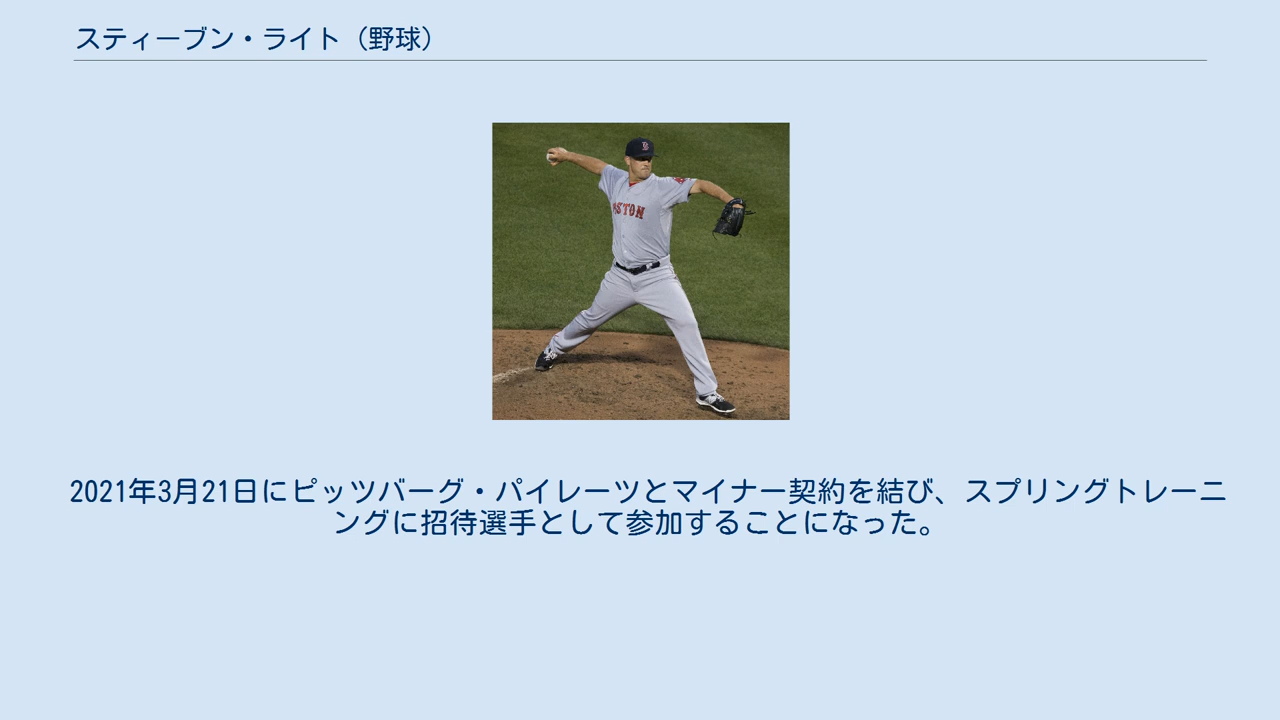 スティーブン・ライト（野球）
STON
2021年3月21日にピッツバーグ・パイレーツとマイナー契約を結び、スプリングトレーニ
ングに招待選手として参加することになった。